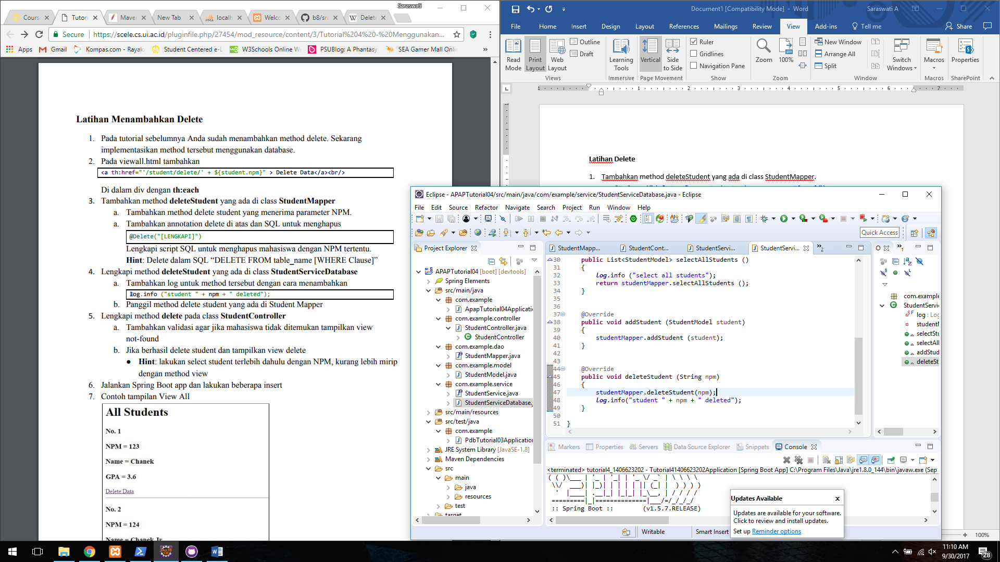 Saraswati
Cours
Tutori
Maver
New Tab
localh
Welco
b8/src
Delet
Secure
https://scele.cs.ui.ac.id/pluginfile.php/27454/mod_resource/content/3/Tutorial%204%20-%20Menggunakan...
Apps
Gmail
Kompas.com - Rayak
Student Centered e-L
W3Schools Online W
PSUBlog: A Phantasy
SEA Gamer Mall Onli
»
Latihan Menambahkan Delete
1. Pada tutorial sebelumnya Anda sudah menambahkan method delete. Sekarang
implementasikan method tersebut menggunakan database.
2. Pada viewall.html tambahkan
<a th:href="'/student/delete/' + ${student.npm}" > Delete Data</a><br/>
Di dalam div dengan th:each
3. Tambahkan method deleteStudent yang ada di class StudentMapper
a. Tambahkan method delete student yang menerima parameter NPM.
a. Tambahkan annotation delete di atas dan SQL untuk menghapus
@Delete("[LENGKAPI]")
Lengkapi script SQL untuk menghapus mahasiswa dengan NPM tertentu.
Hint: Delete dalam SQL “DELETE FROM table_name [WHERE Clause]”
4. Lengkapi method deleteStudent yang ada di class StudentServiceDatabase
a. Tambahkan log untuk method tersebut dengan cara menambahkan
log.info ("student " + npm + " deleted");
b. Panggil method delete student yang ada di Student Mapper
5. Lengkapi method delete pada class StudentController
a. Tambahkan validasi agar jika mahasiswa tidak ditemukan tampilkan view
not-found
b. Jika berhasil delete student dan tampilkan view delete
● Hint: lakukan select student terlebih dahulu dengan NPM, kurang lebih mirip
dengan method view
6. Jalankan Spring Boot app dan lakukan beberapa insert
7. Contoh tampilan View All
All Students
No. 1
NPM = 123
Name = Chanek
GPA = 3.6
Delete Data
No. 2
NPM = 124
Name = Chanek Jr.
Document1 [Compatibility Mode] - Word
Saraswati A
File Home Insert Design Layout References Mailings Review View Add-ins Tell me Share
Read Mode
Print Layout
Web Layout
Outline
Draft
Views
Learning Tools
Immersive
Vertical
Side to Side
Page Movement
Ruler
Gridlines
Navigation Pane
Show
Zoom
100%
Zoom
New Window
Arrange All
Split
Switch Windows
Window
Macros
Macros
Properties
SharePoint
1 1 2 3 4 5 6 7
Latihan Delete
1. Tambahkan method deleteStudent yang ada di class StudentMapper.
Eclipse - APAPTutorial04/src/main/java/com/example/service/StudentServiceDatabase.java - Eclipse
File Edit Source Refactor Navigate Search Project Run Window Help
Quick Access
Project Explorer
APAPTutorial04 [boot] [devtools]
Spring Elements
src/main/java
com.example
ApapTutorial04Applicati
com.example.controller
StudentController.java
StudentController
com.example.dao
StudentMapper.java
com.example.model
StudentModel.java
com.example.service
StudentService.java
StudentServiceDatabase.
src/main/resources
src/test/java
com.example
PdbTutorial03Application
JRE System Library [JavaSE-1.8]
Maven Dependencies
src
main
java
resources
test
target
StudentMapp...
StudentCont...
StudentServi...
StudentServi...
»2
30 public List<StudentModel> selectAllStudents ()
31 {
32 log.info ("select all students");
33 return studentMapper.selectAllStudents ();
34 }
35
36
37 @Override
38 public void addStudent (StudentModel student)
39 {
40 studentMapper.addStudent (student);
41 }
42
43
44 @Override
45 public void deleteStudent (String npm)
46 {
47 studentMapper.deleteStudent(npm);
48 log.info("student " + npm + " deleted");
49 }
50
51 }
O
»1
com.example
StudentServi
log : Log
studentI
selectStu
selectAll
addStud
deleteSt
Markers Properties Servers Data Source Explorer Snippets Console
<terminated> tutorial4_1406623202 - Tutorial41406623202Application [Spring Boot App] C:\Program Files\Java\jre1.8.0_144\bin\javaw.exe (Sep
( ( )\___ | '_ | '_| | '_ \/ _` | \ \ \ \
\\/ ___)| |_)| | | | | || (_| | ) ) ) )
' |____| .__|_| |_|_| |_\__, | / / / /
=========|_|==============|___/=/_/_/_/
:: Spring Boot :: (v1.5.7.RELEASE)
Updates Available
Updates are available for your software.
Click to review and install updates.
Set up Reminder options
Writable
Smart Insert
100%
11:10 AM
9/30/2017
28